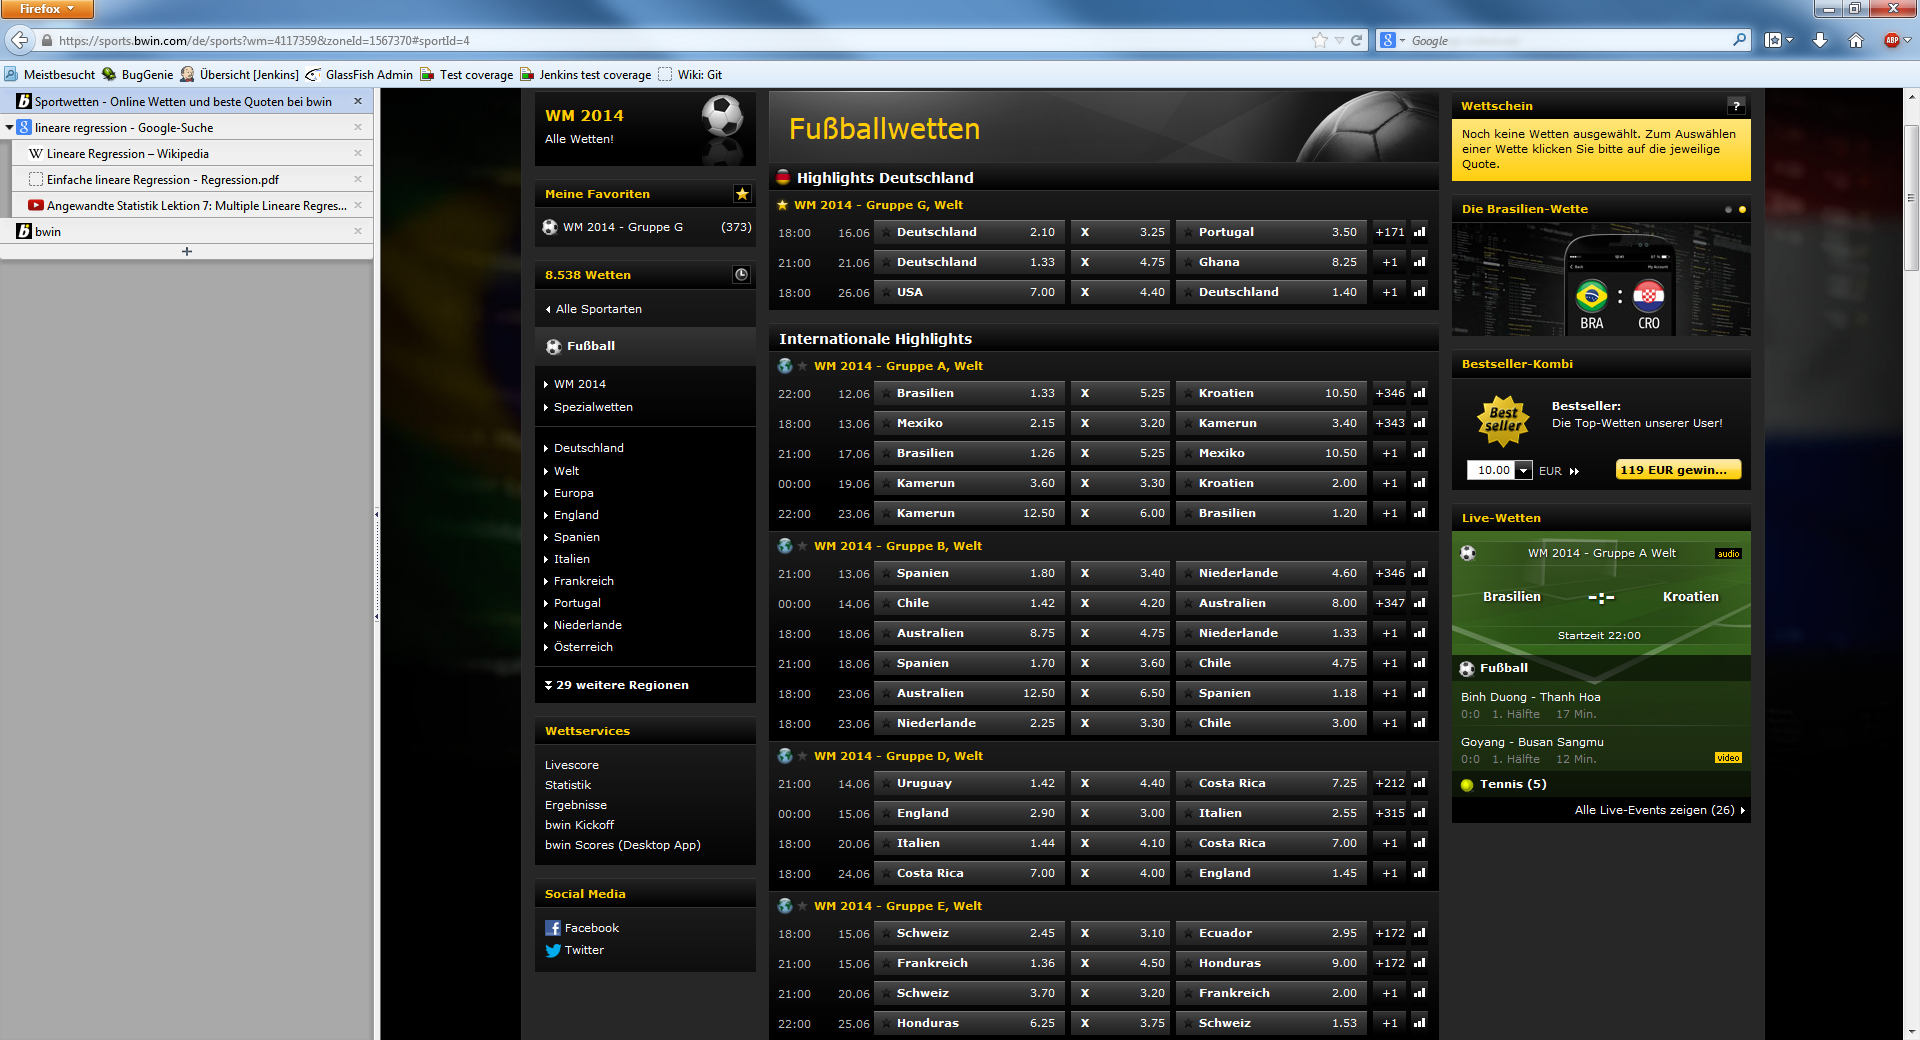 Firefox
https://sports.bwin.com/de/sports?wm=4117359&zoneId=1567370#sportId=4
Google
Meistbesucht BugGenie Übersicht [Jenkins] GlassFish Admin Test coverage Jenkins test coverage Wiki: Git
Sportwetten - Online Wetten und beste Quoten bei bwin
lineare regression - Google-Suche
Lineare Regression – Wikipedia
Einfache lineare Regression - Regression.pdf
Angewandte Statistik Lektion 7: Multiple Lineare Regres...
bwin
+
WM 2014
Alle Wetten!
Meine Favoriten
WM 2014 - Gruppe G (373)
8.538 Wetten
Alle Sportarten
Fußball
WM 2014
Spezialwetten
Deutschland
Welt
Europa
England
Spanien
Italien
Frankreich
Portugal
Niederlande
Österreich
29 weitere Regionen
Wettservices
Livescore
Statistik
Ergebnisse
bwin Kickoff
bwin Scores (Desktop App)
Social Media
Facebook
Twitter
Fußballwetten
Highlights Deutschland
WM 2014 - Gruppe G, Welt
18:00 16.06 Deutschland 2.10 X 3.25 Portugal 3.50 +171
21:00 21.06 Deutschland 1.33 X 4.75 Ghana 8.25 +1
18:00 26.06 USA 7.00 X 4.40 Deutschland 1.40 +1
Internationale Highlights
WM 2014 - Gruppe A, Welt
22:00 12.06 Brasilien 1.33 X 5.25 Kroatien 10.50 +346
18:00 13.06 Mexiko 2.15 X 3.20 Kamerun 3.40 +343
21:00 17.06 Brasilien 1.26 X 5.25 Mexiko 10.50 +1
00:00 19.06 Kamerun 3.60 X 3.30 Kroatien 2.00 +1
22:00 23.06 Kamerun 12.50 X 6.00 Brasilien 1.20 +1
WM 2014 - Gruppe B, Welt
21:00 13.06 Spanien 1.80 X 3.40 Niederlande 4.60 +346
00:00 14.06 Chile 1.42 X 4.20 Australien 8.00 +347
18:00 18.06 Australien 8.75 X 4.75 Niederlande 1.33 +1
21:00 18.06 Spanien 1.70 X 3.60 Chile 4.75 +1
18:00 23.06 Australien 12.50 X 6.50 Spanien 1.18 +1
18:00 23.06 Niederlande 2.25 X 3.30 Chile 3.00 +1
WM 2014 - Gruppe D, Welt
21:00 14.06 Uruguay 1.42 X 4.40 Costa Rica 7.25 +212
00:00 15.06 England 2.90 X 3.00 Italien 2.55 +315
18:00 20.06 Italien 1.44 X 4.10 Costa Rica 7.00 +1
18:00 24.06 Costa Rica 7.00 X 4.00 England 1.45 +1
WM 2014 - Gruppe E, Welt
18:00 15.06 Schweiz 2.45 X 3.10 Ecuador 2.95 +172
21:00 15.06 Frankreich 1.36 X 4.50 Honduras 9.00 +172
21:00 20.06 Schweiz 3.70 X 3.20 Frankreich 2.00 +1
22:00 25.06 Honduras 6.25 X 3.75 Schweiz 1.53 +1
Wettschein ?
Noch keine Wetten ausgewählt. Zum Auswählen
einer Wette klicken Sie bitte auf die jeweilige
Quote.
Die Brasilien-Wette
BRA : CRO
Bestseller-Kombi
Best
seller
Bestseller:
Die Top-Wetten unserer User!
10.00 EUR 119 EUR gewin...
Live-Wetten
WM 2014 - Gruppe A Welt audio
Brasilien -:- Kroatien
Startzeit 22:00
Fußball
Binh Duong - Thanh Hoa
0:0 1. Hälfte 17 Min.
Goyang - Busan Sangmu
0:0 1. Hälfte 12 Min. video
Tennis (5)
Alle Live-Events zeigen (26)